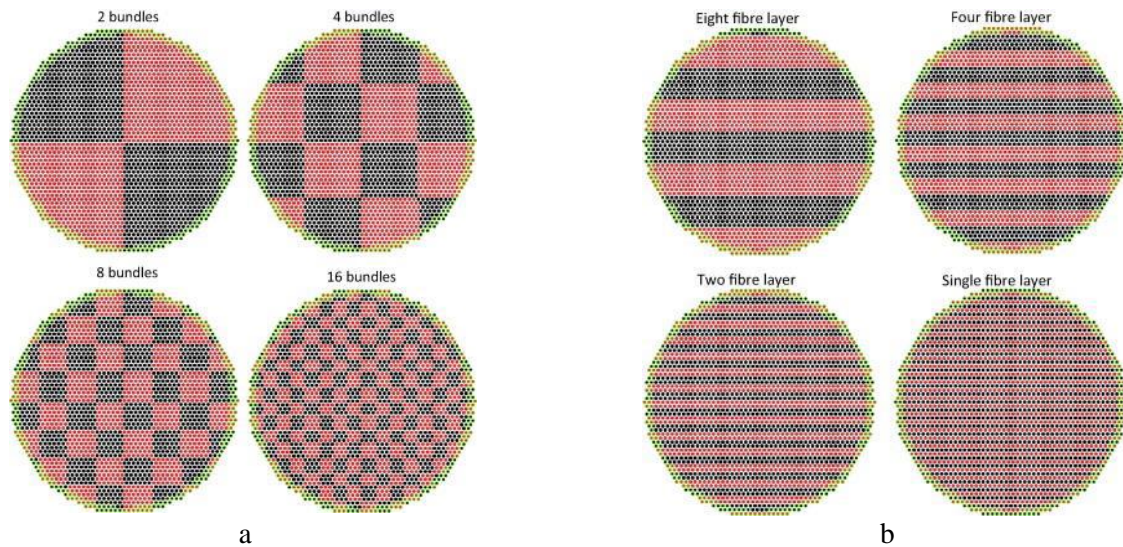 2 bundles
4 bundles
8 bundles
16 bundles
a
Eight fibre layer
Four fibre layer
Two fibre layer
Single fibre layer
b